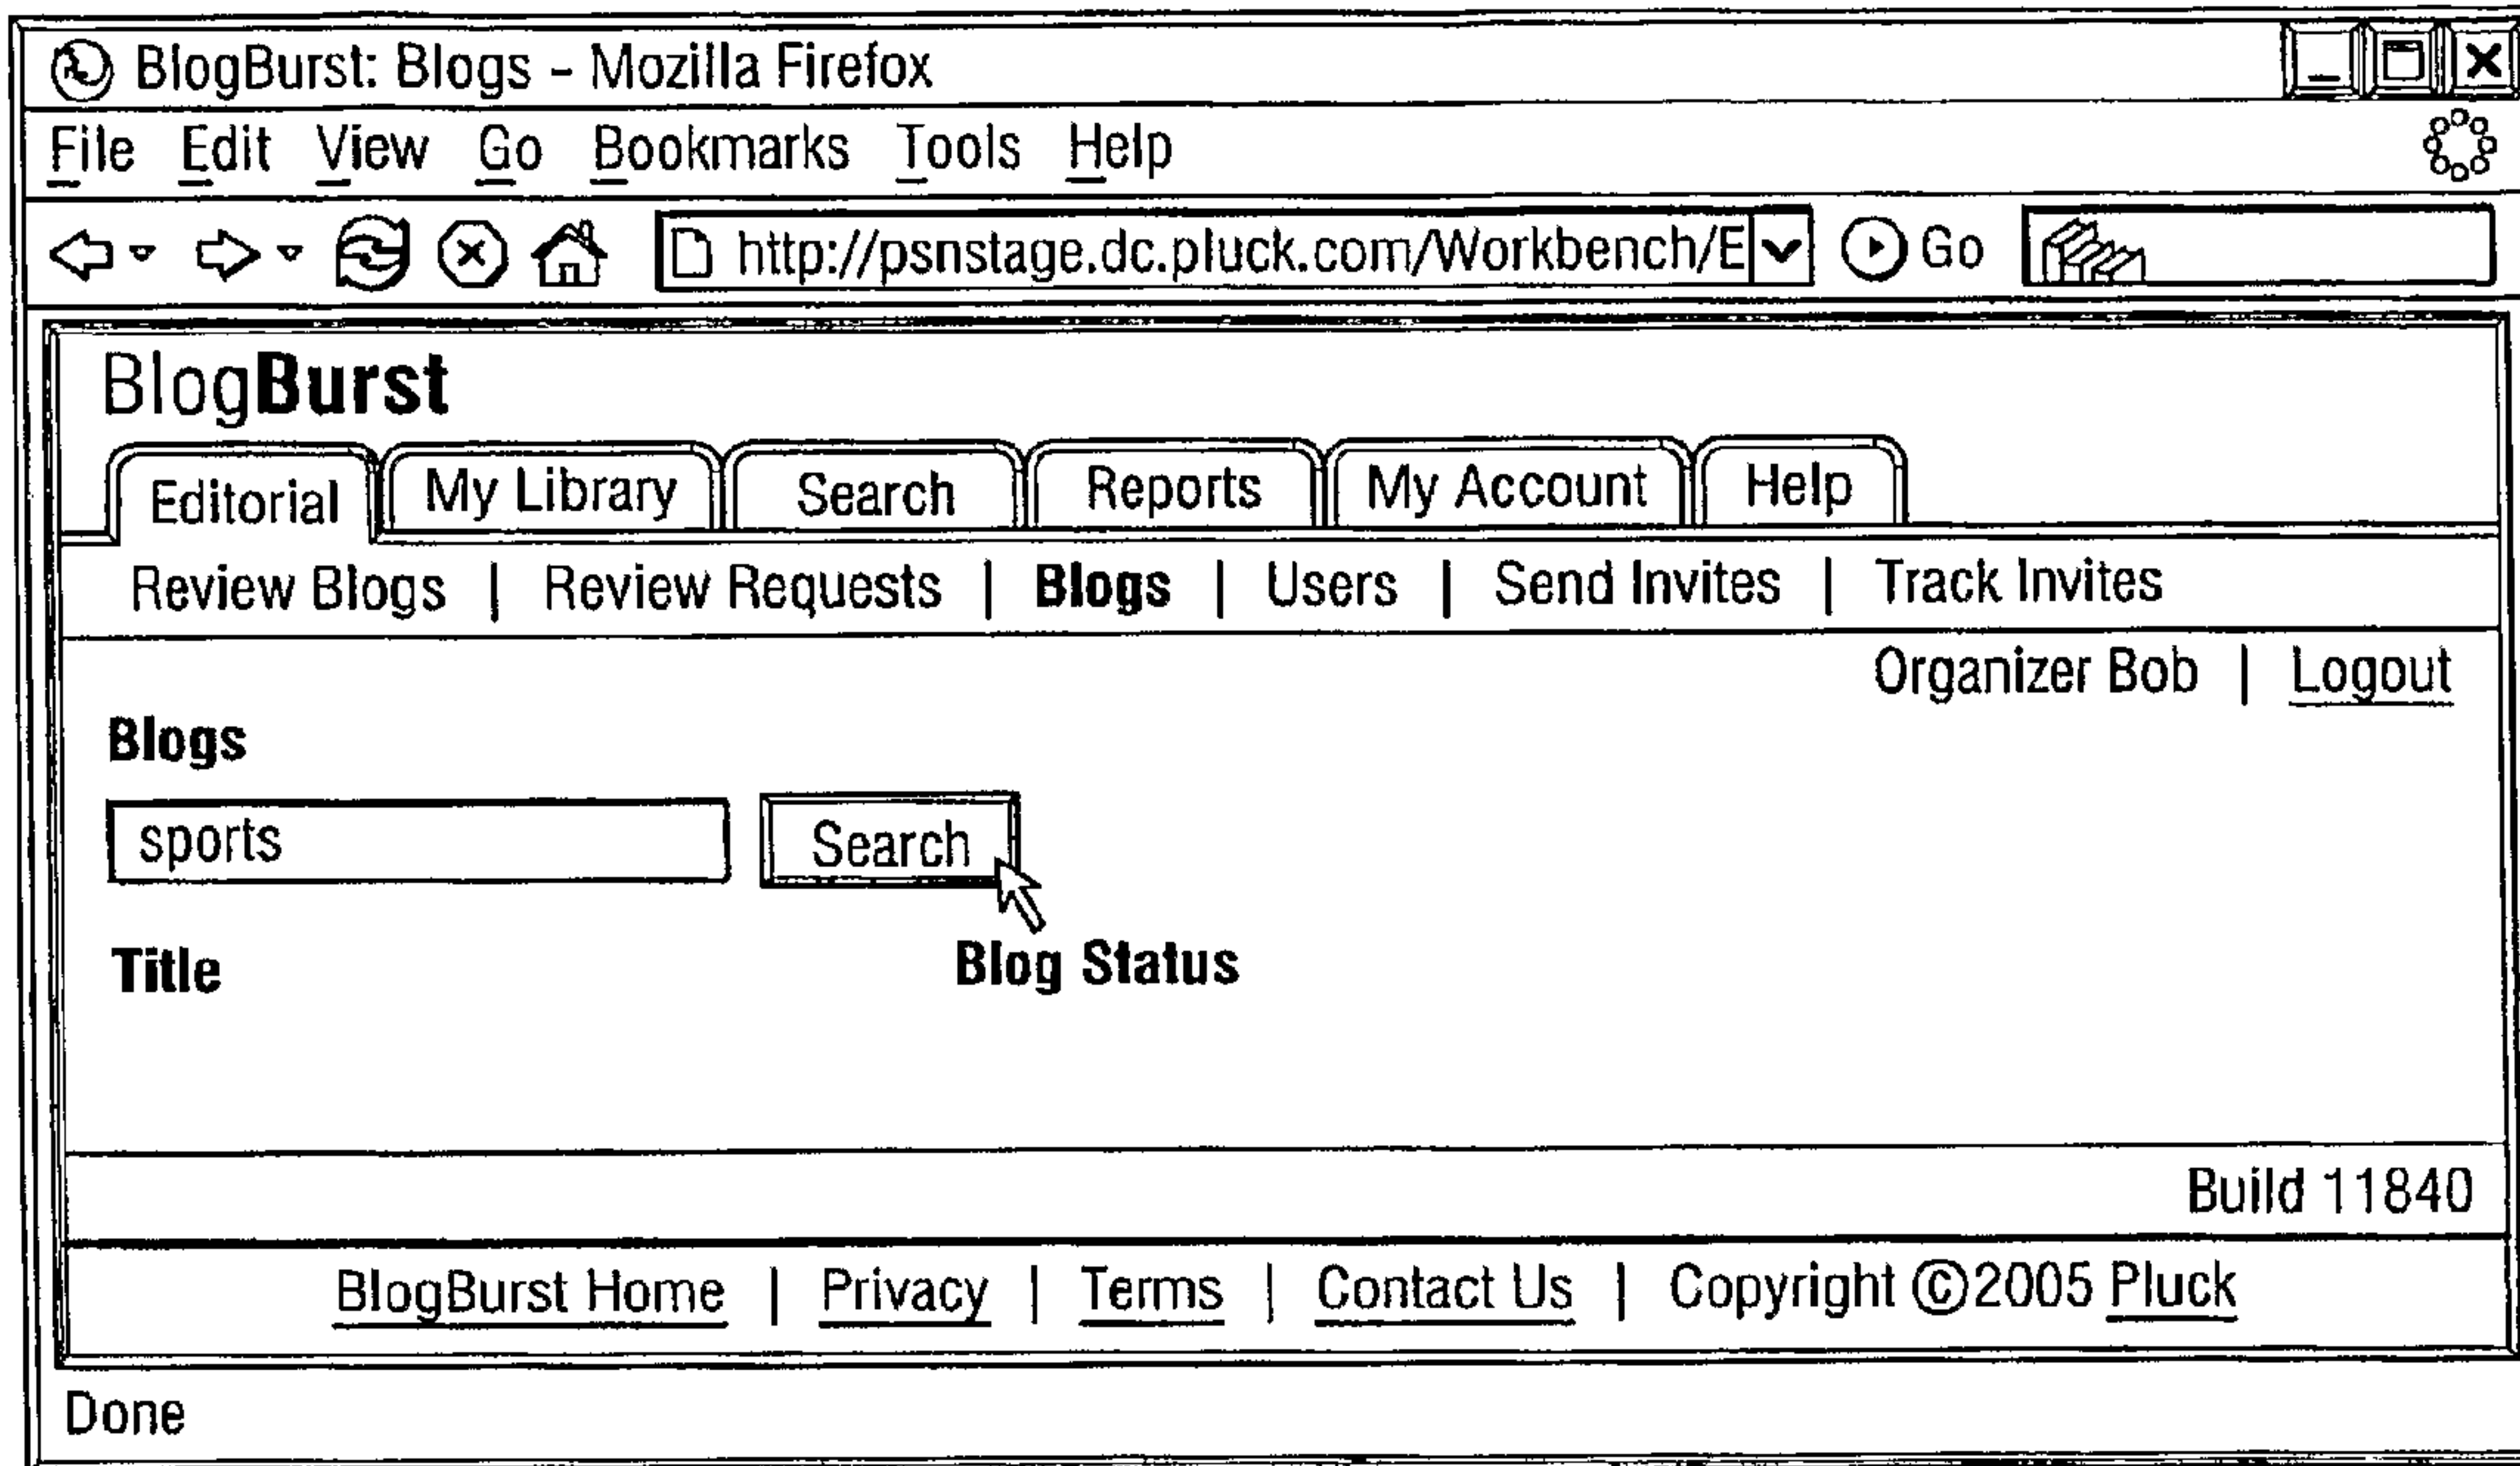 BlogBurst: Blogs - Mozilla Firefox
File Edit View Go Bookmarks Tools Help
http://psnstage.dc.pluck.com/Workbench/E Go
BlogBurst
Editorial My Library Search Reports My Account Help
Review Blogs | Review Requests | Blogs | Users | Send Invites | Track Invites
Organizer Bob | Logout
Blogs
sports Search
Title Blog Status
Build 11840
BlogBurst Home | Privacy | Terms | Contact Us | Copyright ©2005 Pluck
Done